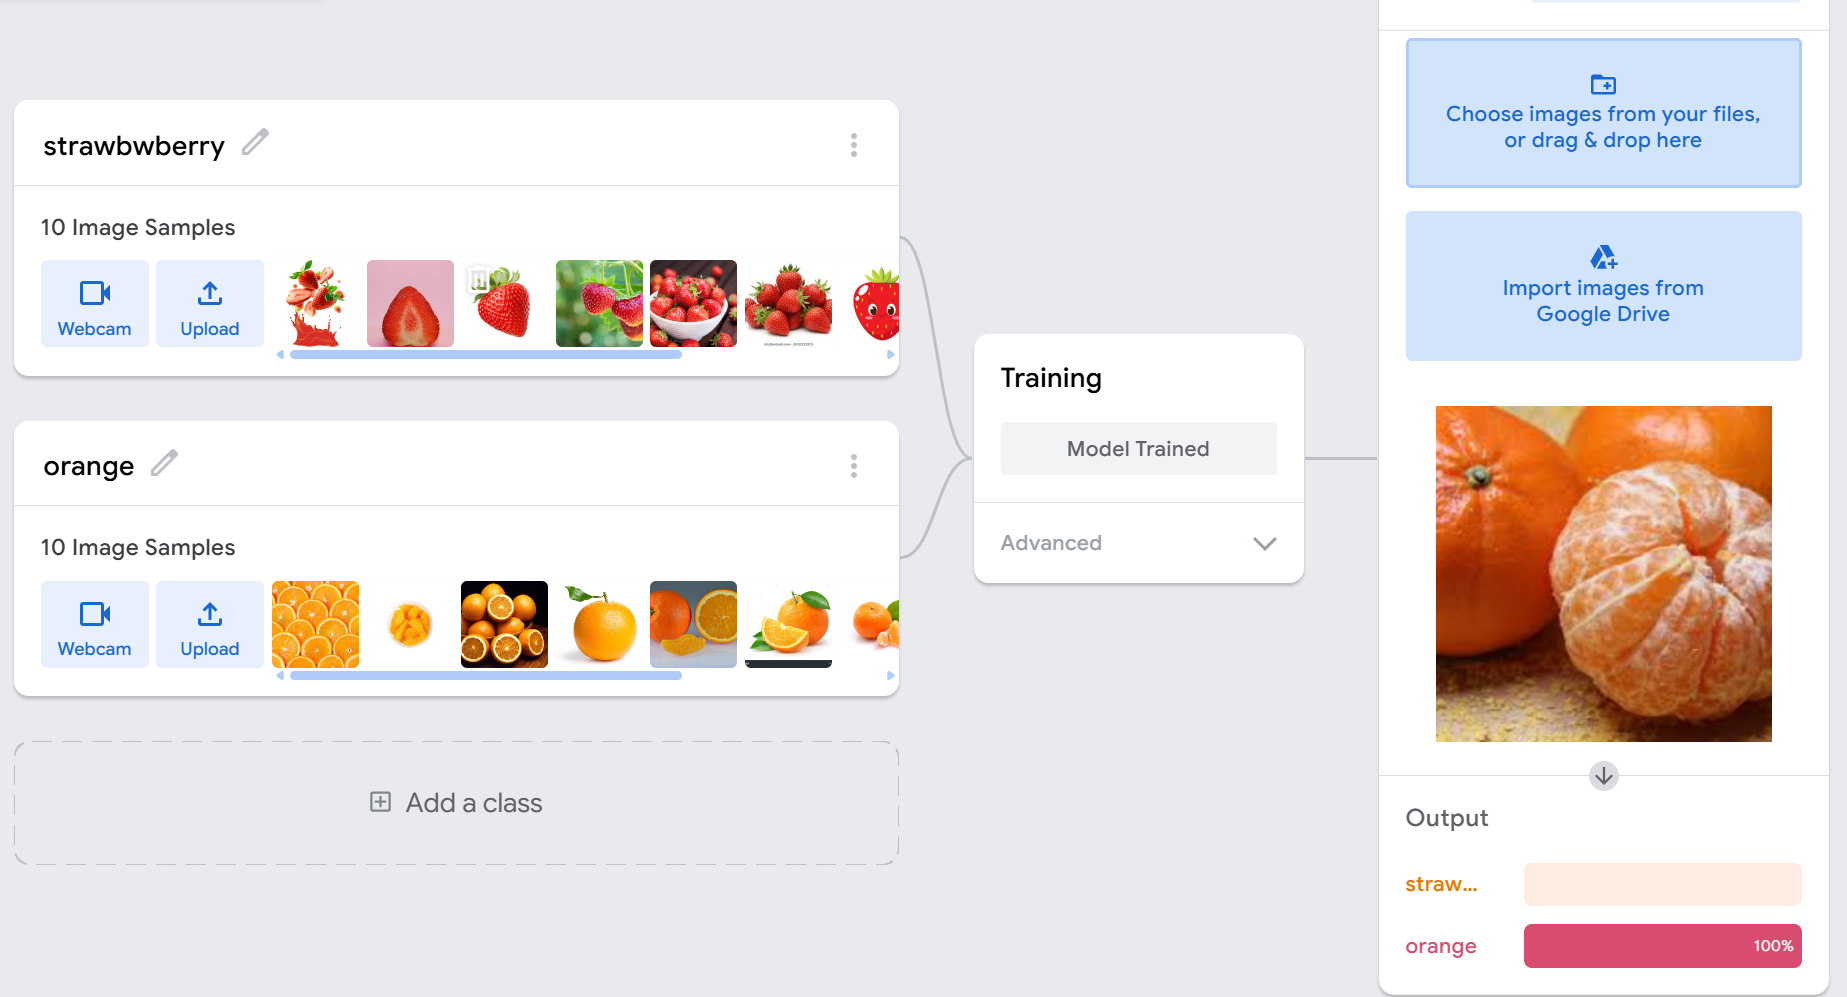 strawbwberry
10 Image Samples
Webcam
Upload
orange
10 Image Samples
Webcam
Upload
Add a class
Training
Model Trained
Advanced
Choose images from your files,
or drag & drop here
Import images from
Google Drive
Output
straw...
orange
100%